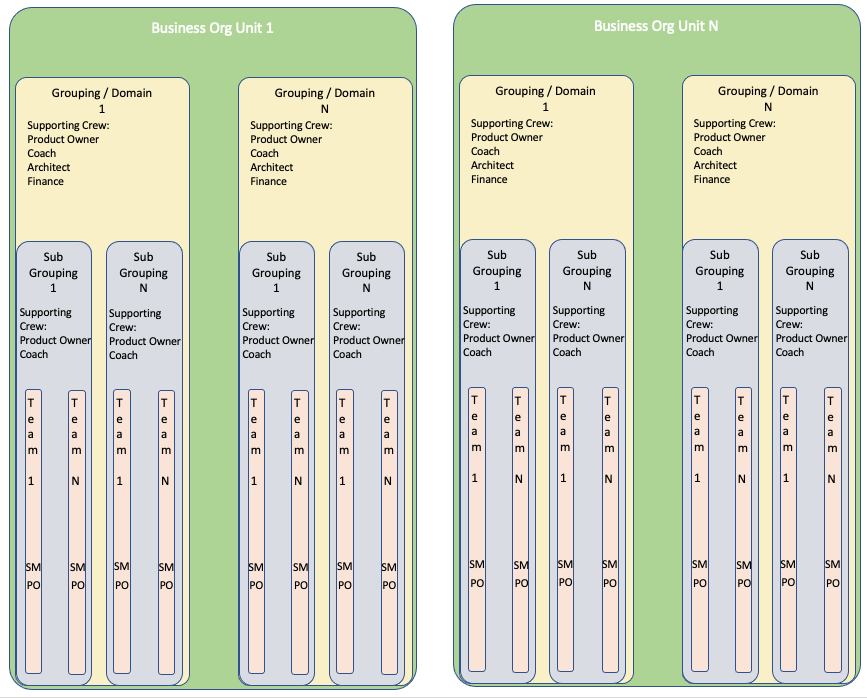 Business Org Unit 1
Grouping / Domain
1
Supporting Crew:
Product Owner
Coach
Architect
Finance
Sub
Grouping
1
Supporting
Crew:
Product Owner
Coach
Team 1
SM
PO
Team N
SM
PO
Sub
Grouping
N
Supporting
Crew:
Product Owner
Coach
Team 1
SM
PO
Team N
SM
PO
Grouping / Domain
N
Supporting Crew:
Product Owner
Coach
Architect
Finance
Sub
Grouping
1
Supporting
Crew:
Product Owner
Coach
Team 1
SM
PO
Team N
SM
PO
Sub
Grouping
N
Supporting
Crew:
Product Owner
Coach
Team 1
SM
PO
Team N
SM
PO
Business Org Unit N
Grouping / Domain
1
Supporting Crew:
Product Owner
Coach
Architect
Finance
Sub
Grouping
1
Supporting
Crew:
Product Owner
Coach
Team 1
SM
PO
Team N
SM
PO
Sub
Grouping
N
Supporting
Crew:
Product Owner
Coach
Team 1
SM
PO
Team N
SM
PO
Grouping / Domain
N
Supporting Crew:
Product Owner
Coach
Architect
Finance
Sub
Grouping
1
Supporting
Crew:
Product Owner
Coach
Team 1
SM
PO
Team N
SM
PO
Sub
Grouping
N
Supporting
Crew:
Product Owner
Coach
Team 1
SM
PO
Team N
SM
PO